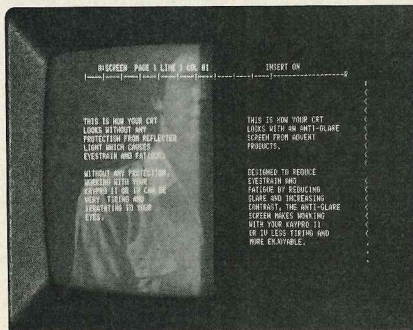 B:SCREEN PAGE 1 LINE 3 COL 01 INSERT ON
THIS IS HOW YOUR CRT
LOOKS WITHOUT ANY
PROTECTION FROM REFLECTED
LIGHT WHICH CAUSES
EYESTRAIN AND FATIGUE.
WITHOUT ANY PROTECTION,
WORKING WITH YOUR
KAYPRO II OR IV CAN BE
VERY TIRING AND
IRRITATING TO YOUR
EYES.
THIS IS HOW YOUR CRT
LOOKS WITH AN ANTI-GLARE
SCREEN FROM ADVENT
PRODUCTS.
DESIGNED TO REDUCE
EYESTRAIN AND
FATIGUE BY REDUCING
GLARE AND INCREASING
CONTRAST, THE ANTI-GLARE
SCREEN MAKES WORKING
WITH YOUR KAYPRO II
OR IV LESS TIRING AND
MORE ENJOYABLE.